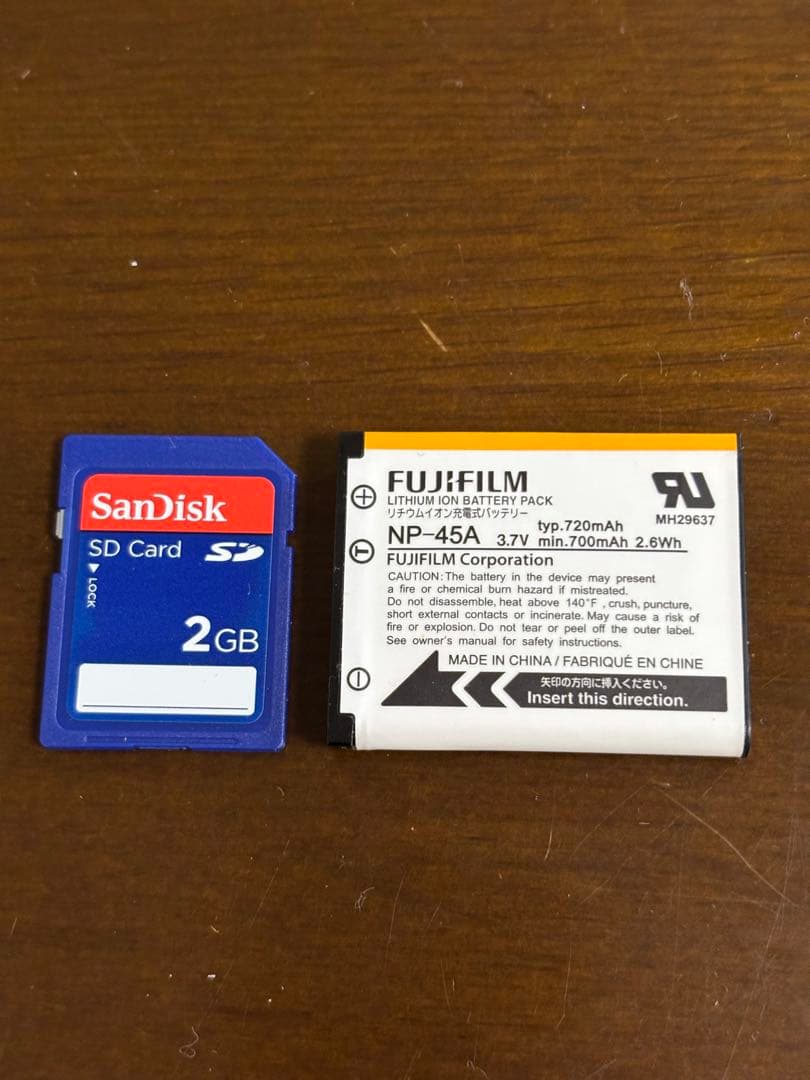 SanDisk
SD Card SD
LOCK
2GB
FUJIFILM
LITHIUM ION BATTERY PACK
リチウムイオン充電式バッテリー
NP-45A 3.7V typ.720mAh min.700mAh 2.6Wh
MH29637
FUJIFILM Corporation
CAUTION: The battery in the device may present
a fire or chemical burn hazard if mistreated.
Do not disassemble, heat above 140°F , crush, puncture,
short external contacts or incinerate. May cause a risk of
fire or explosion. Do not tear or peel off the outer label.
See owner's manual for safety instructions.
MADE IN CHINA / FABRIQUÉ EN CHINE
矢印の方向に挿入ください。
Insert this direction.
+
T
−